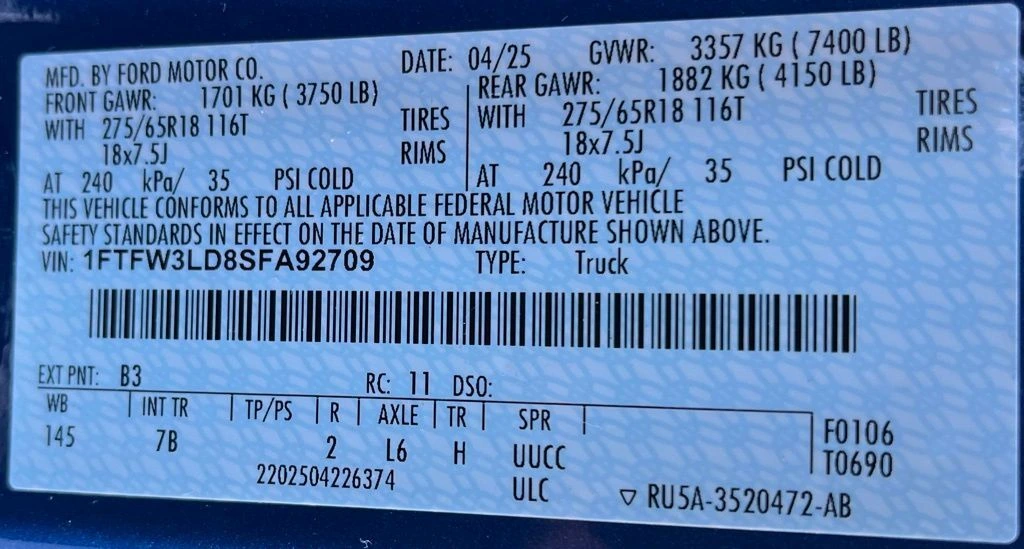 MFD. BY FORD MOTOR CO. DATE: 04/25 GVWR: 3357 KG ( 7400 LB)
FRONT GAWR: 1701 KG ( 3750 LB) REAR GAWR: 1882 KG ( 4150 LB)
WITH 275/65R18 116T TIRES WITH 275/65R18 116T TIRES
18x7.5J RIMS 18x7.5J RIMS
AT 240 kPa/ 35 PSI COLD AT 240 kPa/ 35 PSI COLD
THIS VEHICLE CONFORMS TO ALL APPLICABLE FEDERAL MOTOR VEHICLE
SAFETY STANDARDS IN EFFECT ON THE DATE OF MANUFACTURE SHOWN ABOVE.
VIN: 1FTFW3LD8SFA92709 TYPE: Truck
EXT PNT: B3 RC: 11 DSO:
WB INT TR TP/PS R AXLE TR SPR F0106
145 7B 2 L6 H UUCC T0690
2202504226374 ULC ▽ RU5A-3520472-AB